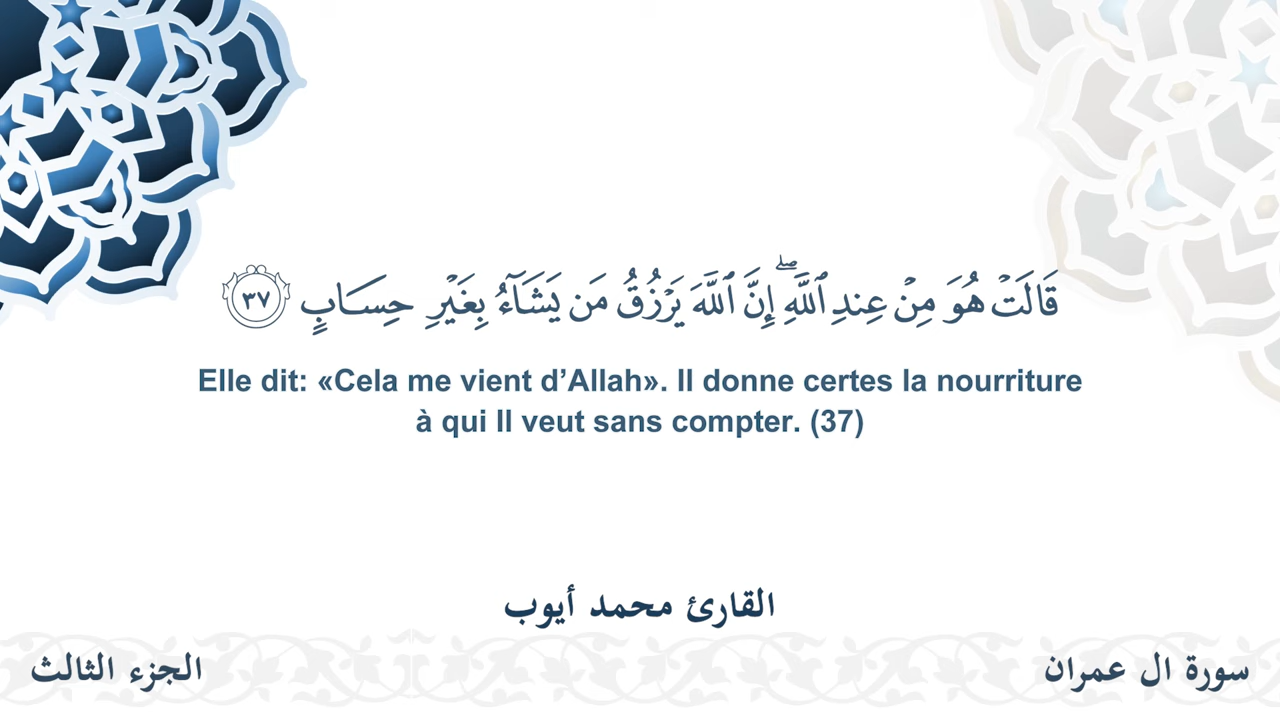 قَالَتۡ هُوَ مِنۡ عِندِ ٱللَّهِۖ إِنَّ ٱللَّهَ يَرۡزُقُ مَن يَشَآءُ بِغَيۡرِ حِسَابٍ ٣٧
Elle dit: «Cela me vient d’Allah». Il donne certes la nourriture
à qui Il veut sans compter. (37)
القارئ محمد أيوب
سورة ال عمران
الجزء الثالث